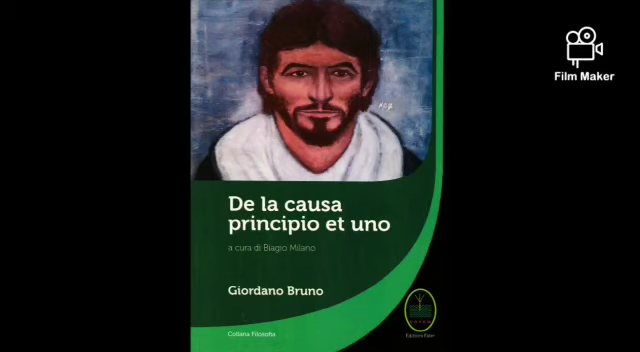 Film Maker
De la causa
principio et uno
a cura di Biagio Milano
Giordano Bruno
Collana Filosofia